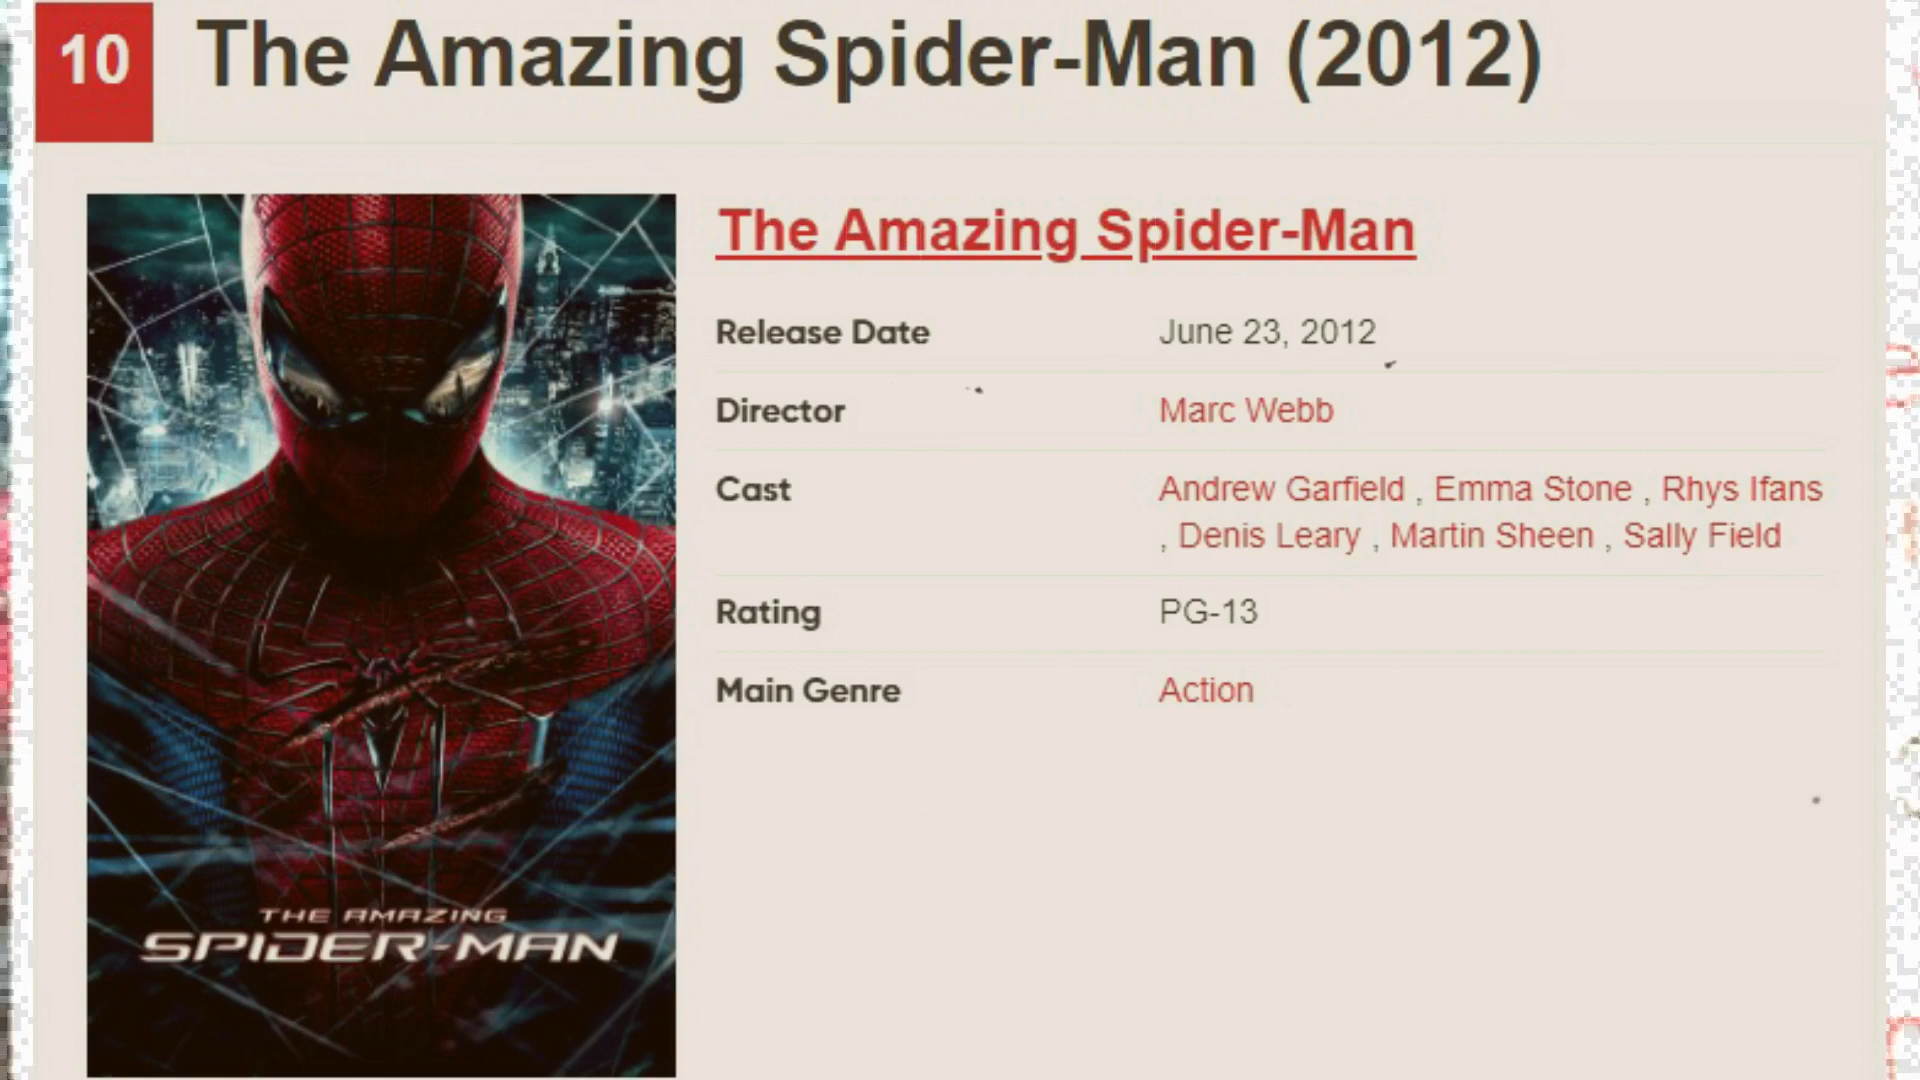 10
The Amazing Spider-Man (2012)
The Amazing Spider-Man
Release Date June 23, 2012
Director Marc Webb
Cast Andrew Garfield , Emma Stone , Rhys Ifans
, Denis Leary , Martin Sheen , Sally Field
Rating PG-13
Main Genre Action
THE AMAZING
SPIDER-MAN